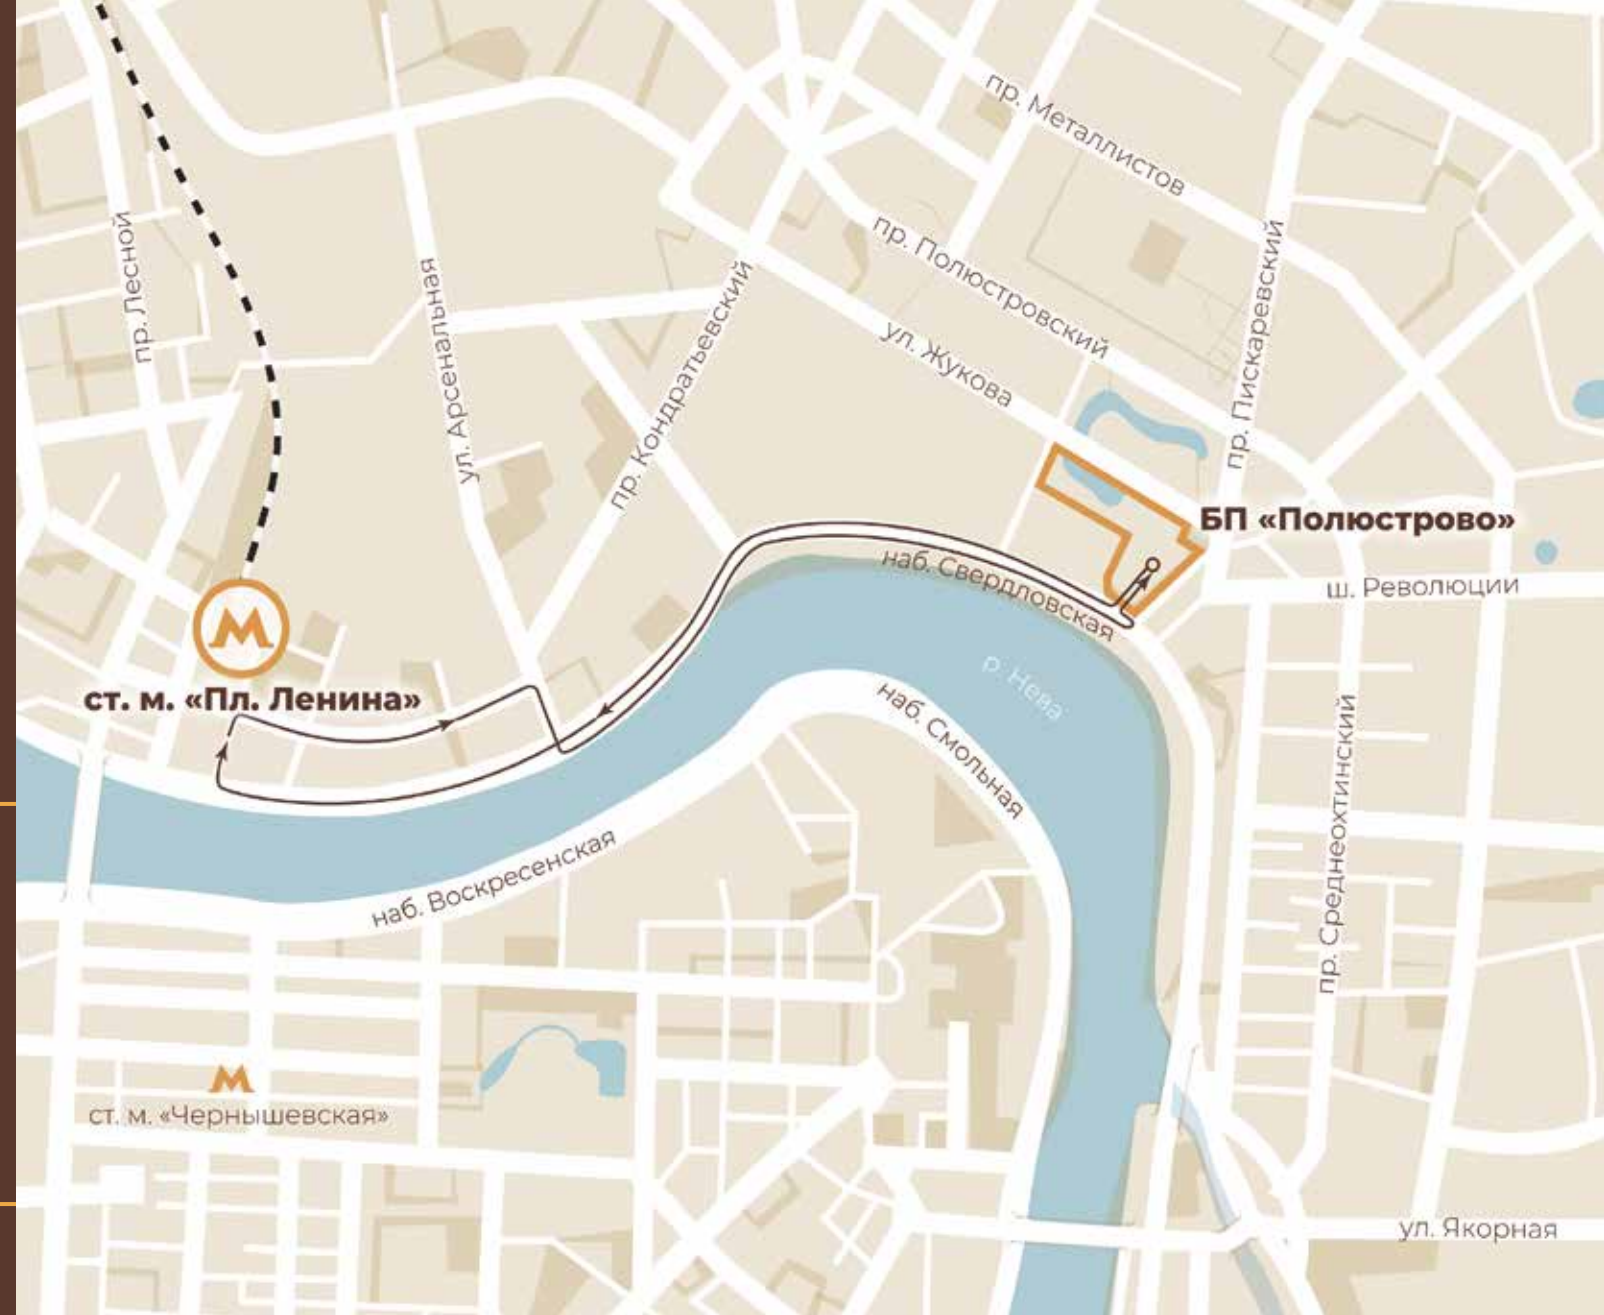 пр. Металлистов
пр. Лесной
пр. Полюстровский
ул. Арсенальная
пр. Кондратьевский
ул. Жукова
пр. Пискаревский
БП «Полюстрово»
наб. Свердловская
ш. Революции
М
ст. м. «Пл. Ленина»
р. Нева
наб. Смольная
пр. Среднеохтинский
наб. Воскресенская
М
ст. м. «Чернышевская»
ул. Якорная